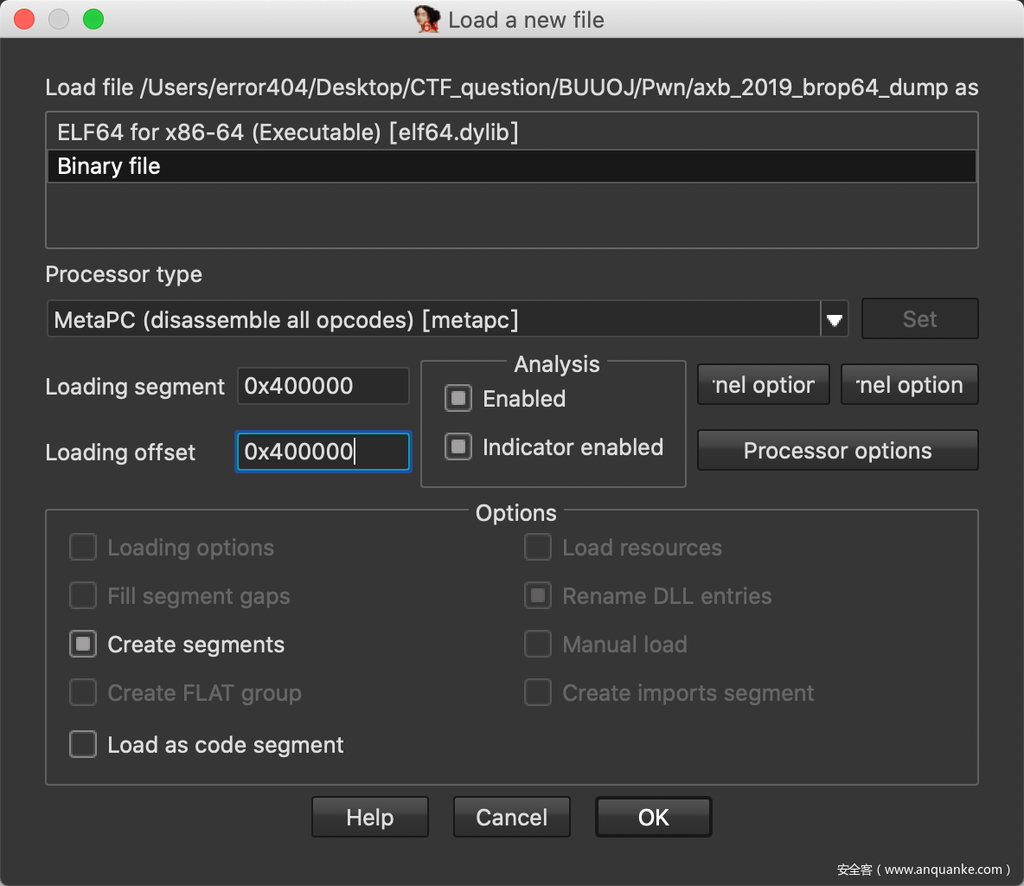 Load a new file
Load file /Users/error404/Desktop/CTF_question/BUUOJ/Pwn/axb_2019_brop64_dump as
ELF64 for x86-64 (Executable) [elf64.dylib]
Binary file
Processor type
MetaPC (disassemble all opcodes) [metapc]
Set
Loading segment
0x400000
Loading offset
0x400000
Analysis
Enabled
Indicator enabled
nel option
nel option
Processor options
Options
Loading options
Load resources
Fill segment gaps
Rename DLL entries
Create segments
Manual load
Create FLAT group
Create imports segment
Load as code segment
Help
Cancel
OK
安全客 ( www.anquanke.com )